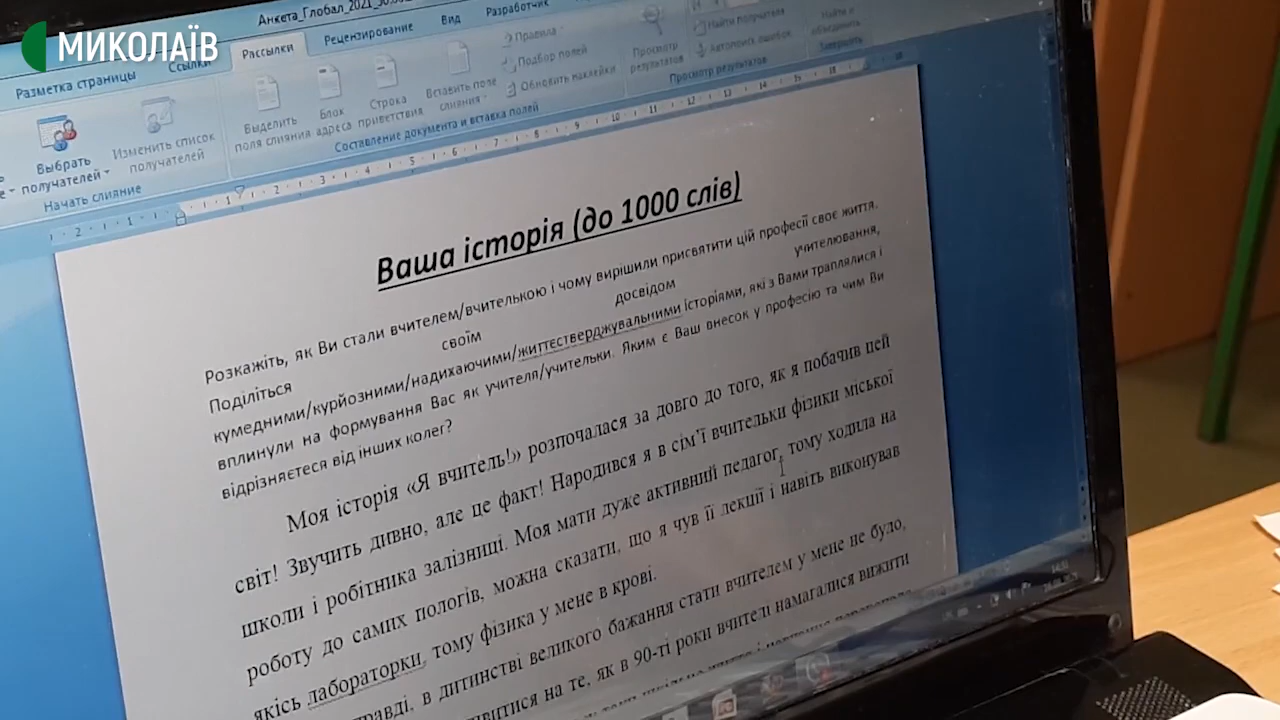 МИКОЛАЇВ
Анкета_Глобал_2021_
Разметка страницы Ссылки Рассылки Рецензирование Вид Разработчик
Выбрать получателей
Изменить список получателей
Начать слияние
Выделить поля слияния
Блок адреса
Строка приветствия
Вставить поле слияния
Правила
Подбор полей
Обновить наклейки
Составление документа и вставка полей
Просмотр результатов
Найти получателя
Автопоиск ошибок
Просмотр результатов
Найти и объединить
Завершить
Ваша історія (до 1000 слів)
Розкажіть, як Ви стали вчителем/вчителькою і чому вирішили присвятити цій професії своє життя.
Поділіться своїм досвідом учителювання,
кумедними/курйозними/надихаючими/життєстверджувальними історіями, які з Вами траплялися і
вплинули на формування Вас як учителя/учительки. Яким є Ваш внесок у професію та чим Ви
відрізняєтеся від інших колег?
Моя історія «Я вчитель!» розпочалася за довго до того, як я побачив цей
світ! Звучить дивно, але це факт! Народився я в сім’ї вчительки фізики міської
школи і робітника залізниці. Моя мати дуже активний педагог, тому ходила на
роботу до самих пологів, можна сказати, що я чув її лекції і навіть виконував
якісь лабораторки, тому фізика у мене в крові.
равді, в дитинстві великого бажання стати вчителем у мене не було,
ивитися на те, як в 90-ті роки вчителі намагалися вижити